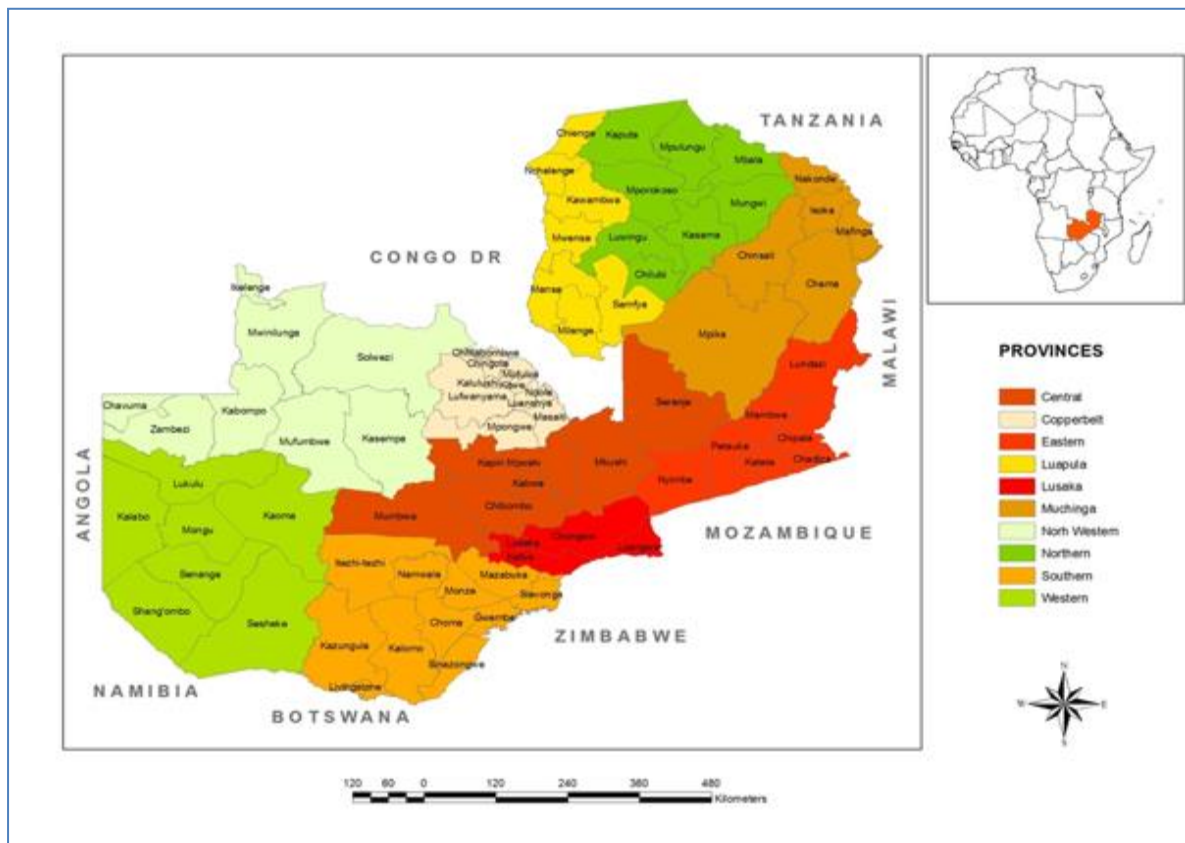 TANZANIA
CONGO DR
MALAWI
ANGOLA
MOZAMBIQUE
ZIMBABWE
NAMIBIA
BOTSWANA
Chienge
Kaputa
Mpulungu
Mbala
Nchelenge
Nakonde
Mporokoso
Kawambwa
Mungwi
Isoka
Mafinga
Mwense
Luwingu
Kasama
Chinsali
Chilubi
Chama
Mansa
Samfya
Milenge
Mpika
Ikelenge
Mwinilunga
Solwezi
Chingola
Mufulira
Kalulushi
Ndola
Lufwanyama
Luanshya
Masaiti
Mpongwe
Chavuma
Zambezi
Kabompo
Mufumbwe
Kasempa
Lundazi
Serenje
Mambwe
Chipata
Petauke
Katete
Chadiza
Nyimba
Kapiri Mposhi
Mkushi
Kabwe
Chibombo
Mumbwa
Lukulu
Kalabo
Kaoma
Mongu
Senanga
Shang'ombo
Sesheke
Chongwe
Lusaka
Kafue
Luangwa
Itezhi-tezhi
Namwala
Mazabuka
Monze
Siavonga
Choma
Gwembe
Kazungula
Kalomo
Sinazongwe
Livingstone
PROVINCES
Central
Copperbelt
Eastern
Luapula
Lusaka
Muchinga
Norh Western
Northern
Southern
Western
N
W
E
S
120 60 0 120 240 360 480
Kilometers